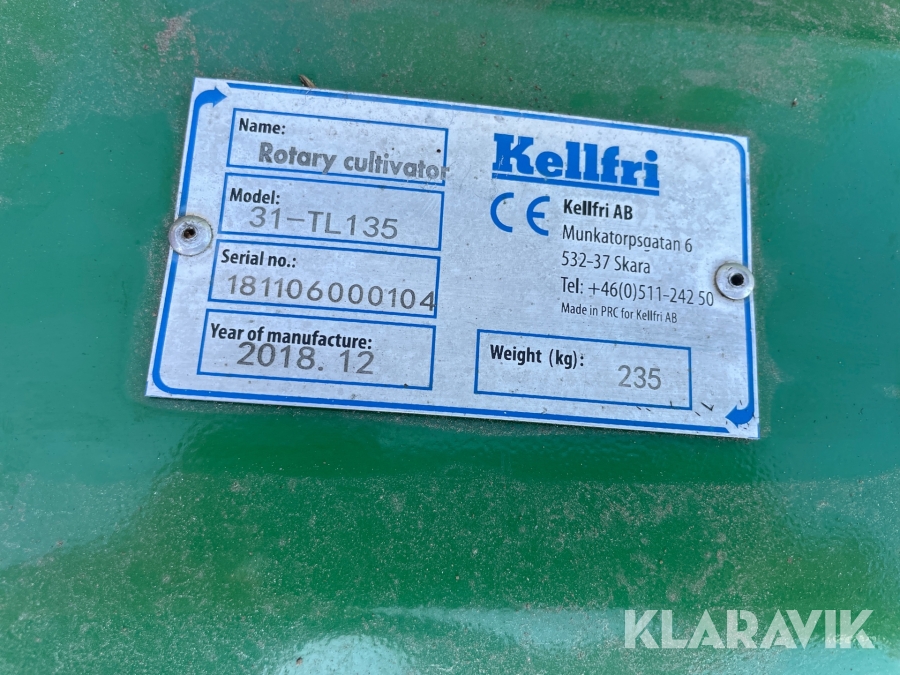 Name:
Rotary cultivator
Model:
31-TL135
Serial no.:
181106000104
Year of manufacture:
2018.12
Kellfri
CE
Kellfri AB
Munkatorpsgatan 6
532-37 Skara
Tel: +46(0)511-242 50
Made in PRC for Kellfri AB
Weight (kg):
235
KLARAVIK